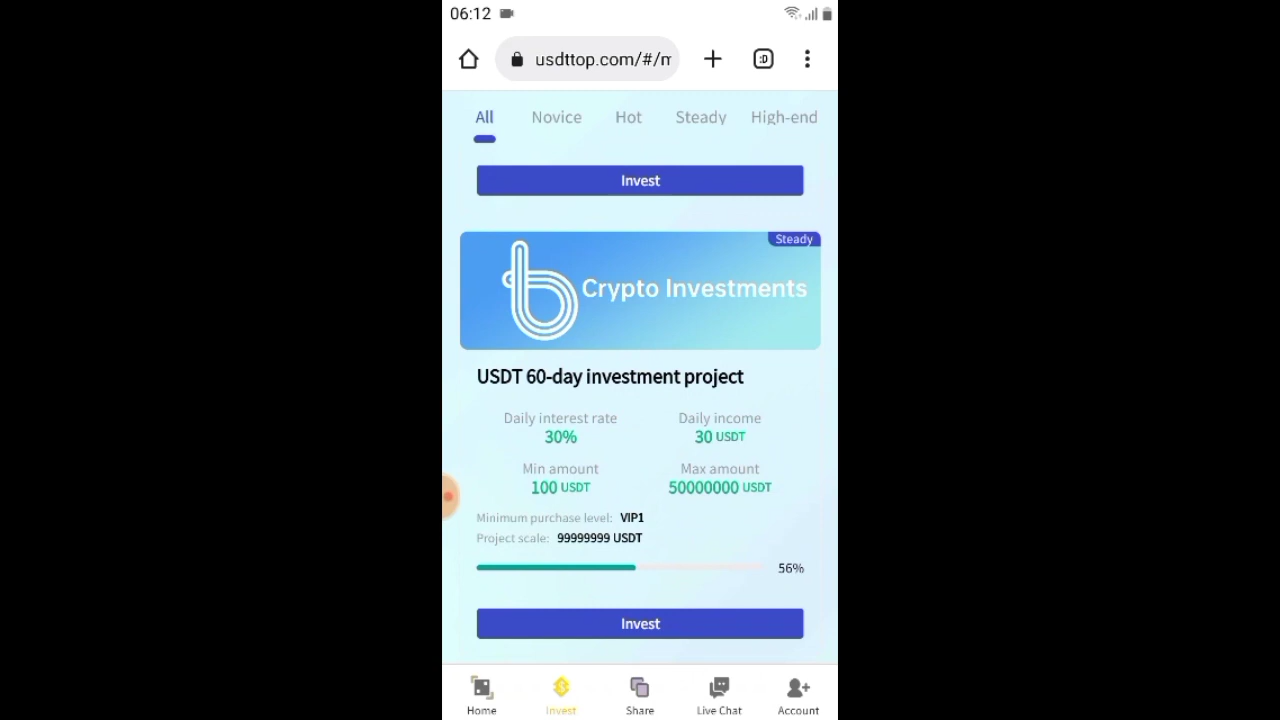 06:12
usdttop.com/#/m
:D
All Novice Hot Steady High-end
Invest
Steady
Crypto Investments
USDT 60-day investment project
Daily interest rate Daily income
30% 30 USDT
Min amount Max amount
100 USDT 50000000 USDT
Minimum purchase level: VIP1
Project scale: 99999999 USDT
56%
Invest
Home Invest Share Live Chat Account